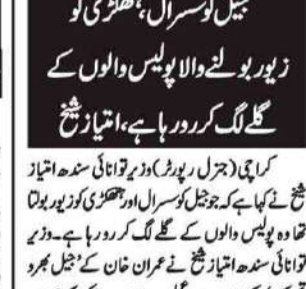 جیل کو سسرال، ہتھکڑی کو
زیور بولنے والا پولیس والوں کے
گلے لگ کر رو رہا ہے، امتیاز شیخ
کراچی (جنرل رپورٹر) وزیر توانائی سندھ امتیاز
شیخ نے کہا ہے کہ جو جیل کو سسرال اور ہتھکڑی کو زیور بولتا
تھا وہ پولیس والوں کے گلے لگ کر رو رہا ہے۔ وزیر
توانائی سندھ امتیاز شیخ نے عمران خان کے 'جیل بھرو